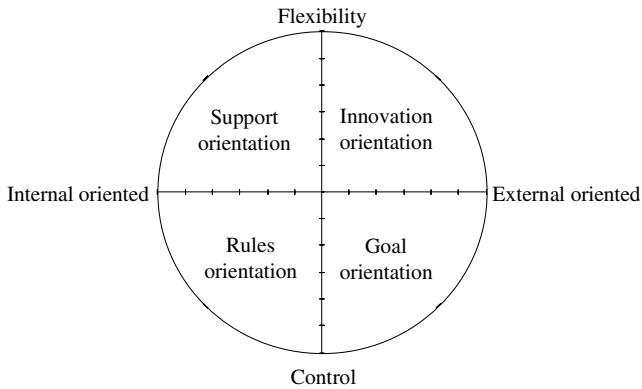 Flexibility
Support
orientation
Innovation
orientation
Internal oriented
External oriented
Rules
orientation
Goal
orientation
Control